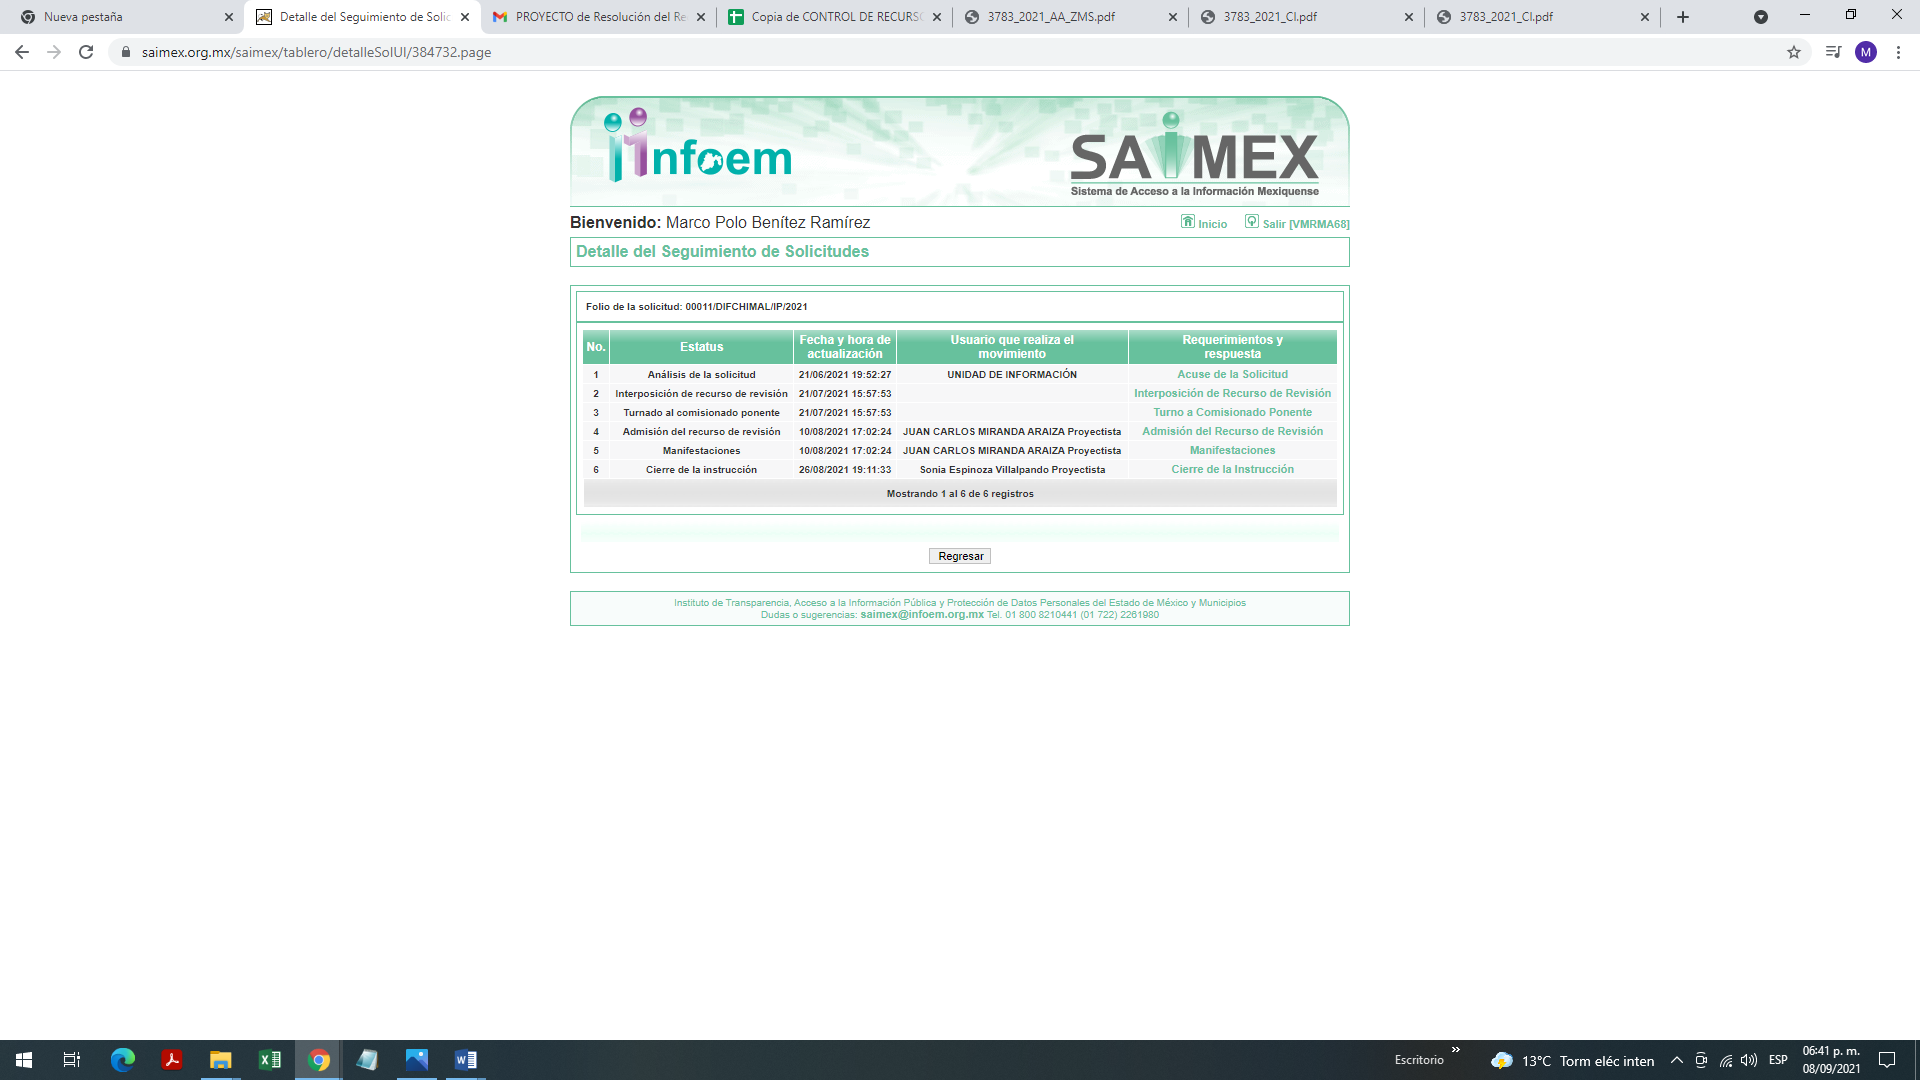 Nueva pestaña
Detalle del Seguimiento de Solic
PROYECTO de Resolución del Re
Copia de CONTROL DE RECURSO
3783_2021_AA_ZMS.pdf
3783_2021_CI.pdf
3783_2021_CI.pdf
saimex.org.mx/saimex/tablero/detalleSolUI/384732.page
M
infoem
SAIMEX
Sistema de Acceso a la Información Mexiquense
Bienvenido: Marco Polo Benítez Ramírez
Inicio
Salir [VMRMA68]
Detalle del Seguimiento de Solicitudes
Folio de la solicitud: 00011/DIFCHIMAL/IP/2021
No. Estatus Fecha y hora de actualización Usuario que realiza el movimiento Requerimientos y respuesta
1 Análisis de la solicitud 21/06/2021 19:52:27 UNIDAD DE INFORMACIÓN Acuse de la Solicitud
2 Interposición de recurso de revisión 21/07/2021 15:57:53 Interposición de Recurso de Revisión
3 Turnado al comisionado ponente 21/07/2021 15:57:53 Turno a Comisionado Ponente
4 Admisión del recurso de revisión 10/08/2021 17:02:24 JUAN CARLOS MIRANDA ARAIZA Proyectista Admisión del Recurso de Revisión
5 Manifestaciones 10/08/2021 17:02:24 JUAN CARLOS MIRANDA ARAIZA Proyectista Manifestaciones
6 Cierre de la instrucción 26/08/2021 19:11:33 Sonia Espinoza Villalpando Proyectista Cierre de la Instrucción
Mostrando 1 al 6 de 6 registros
Regresar
Instituto de Transparencia, Acceso a la Información Pública y Protección de Datos Personales del Estado de México y Municipios
Dudas o sugerencias: saimex@infoem.org.mx Tel. 01 800 8210441 (01 722) 2261980
Escritorio
13°C Torm eléc inten
ESP
06:41 p. m.
08/09/2021